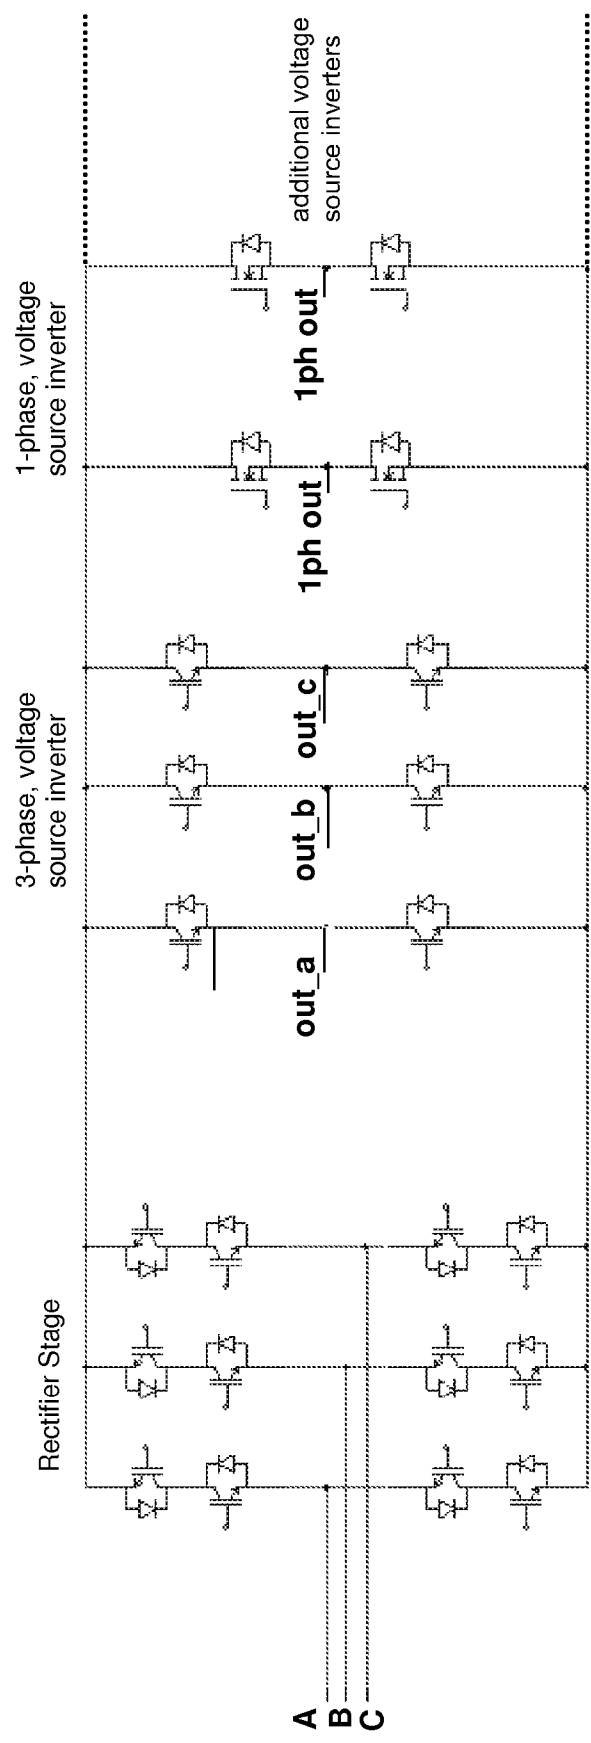 Rectifier Stage
3-phase, voltage
source inverter
1-phase, voltage
source inverter
A
B
C
out_a
out_b
out_c
1ph out
1ph out
additional voltage
source inverters